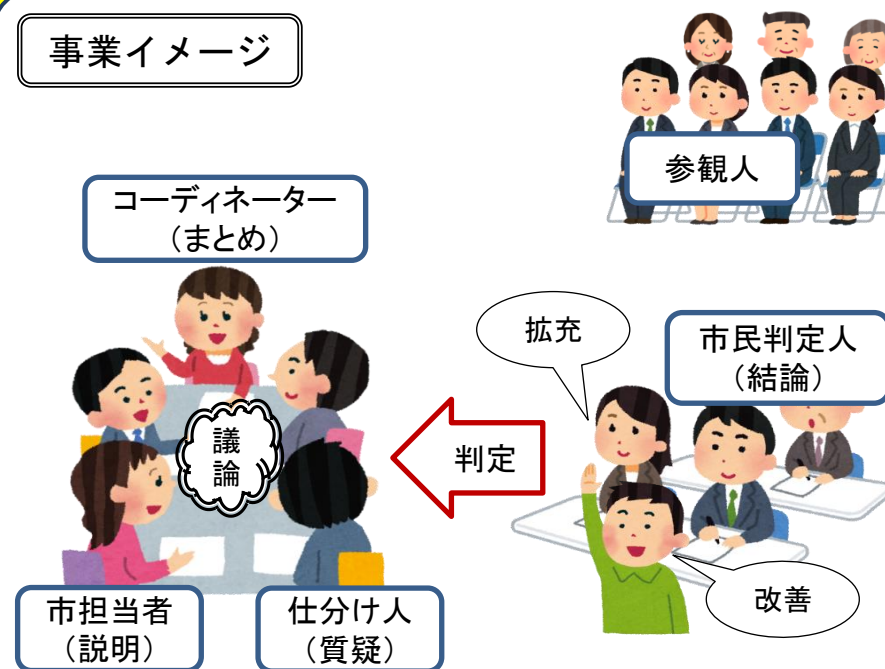 事業イメージ
参観人
コーディネーター
（まとめ）
拡充
市民判定人
（結論）
議
論
判定
改善
市担当者
（説明）
仕分け人
（質疑）